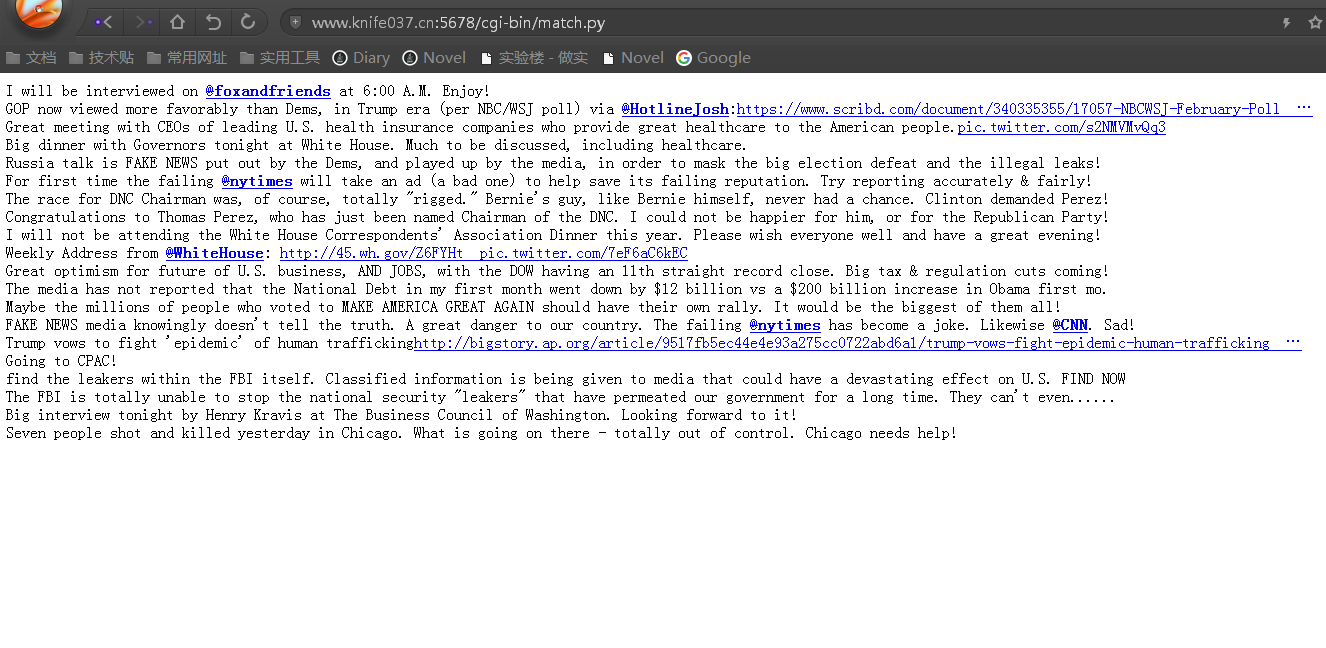 www.knife037.cn:5678/cgi-bin/match.py
文档 技术贴 常用网址 实用工具 Diary Novel 实验楼 - 做实 Novel Google
I will be interviewed on @foxandfriends at 6:00 A.M. Enjoy!
GOP now viewed more favorably than Dems, in Trump era (per NBC/WSJ poll) via @HotlineJosh:https://www.scribd.com/document/340335355/17057-NBCWSJ-February-Poll …
Great meeting with CEOs of leading U.S. health insurance companies who provide great healthcare to the American people.pic.twitter.com/s2NMVMvQq3
Big dinner with Governors tonight at White House. Much to be discussed, including healthcare.
Russia talk is FAKE NEWS put out by the Dems, and played up by the media, in order to mask the big election defeat and the illegal leaks!
For first time the failing @nytimes will take an ad (a bad one) to help save its failing reputation. Try reporting accurately & fairly!
The race for DNC Chairman was, of course, totally "rigged." Bernie's guy, like Bernie himself, never had a chance. Clinton demanded Perez!
Congratulations to Thomas Perez, who has just been named Chairman of the DNC. I could not be happier for him, or for the Republican Party!
I will not be attending the White House Correspondents' Association Dinner this year. Please wish everyone well and have a great evening!
Weekly Address from @WhiteHouse: http://45.wh.gov/Z6FYHt pic.twitter.com/7eF6aC6kEC
Great optimism for future of U.S. business, AND JOBS, with the DOW having an 11th straight record close. Big tax & regulation cuts coming!
The media has not reported that the National Debt in my first month went down by $12 billion vs a $200 billion increase in Obama first mo.
Maybe the millions of people who voted to MAKE AMERICA GREAT AGAIN should have their own rally. It would be the biggest of them all!
FAKE NEWS media knowingly doesn't tell the truth. A great danger to our country. The failing @nytimes has become a joke. Likewise @CNN. Sad!
Trump vows to fight 'epidemic' of human traffickinghttp://bigstory.ap.org/article/9517fb5ec44e4e93a275cc0722abd6a1/trump-vows-fight-epidemic-human-trafficking …
Going to CPAC!
find the leakers within the FBI itself. Classified information is being given to media that could have a devastating effect on U.S. FIND NOW
The FBI is totally unable to stop the national security "leakers" that have permeated our government for a long time. They can't even......
Big interview tonight by Henry Kravis at The Business Council of Washington. Looking forward to it!
Seven people shot and killed yesterday in Chicago. What is going on there - totally out of control. Chicago needs help!